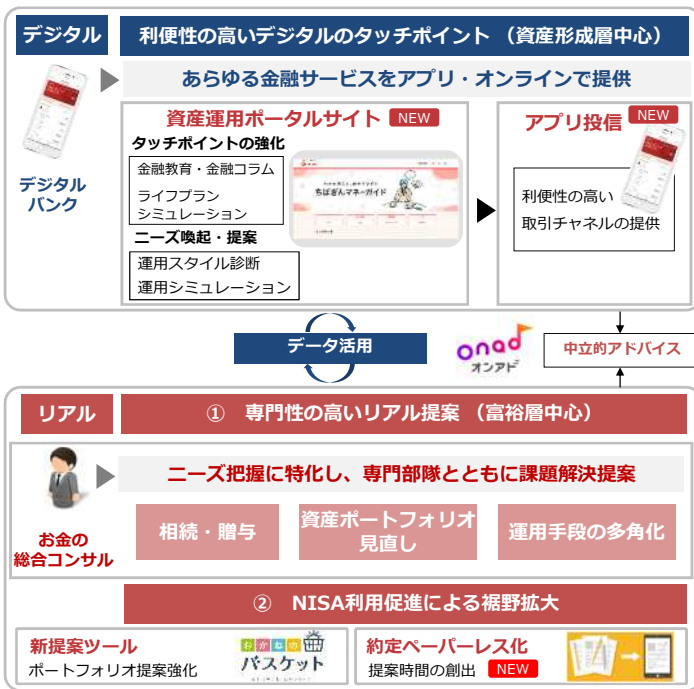 デジタル
利便性の高いデジタルのタッチポイント （資産形成層中心）
あらゆる金融サービスをアプリ・オンラインで提供
デジタル
バンク
資産運用ポータルサイト NEW
タッチポイントの強化
金融教育・金融コラム
ライフプラン
シミュレーション
ちばぎんマネーガイド
ニーズ喚起・提案
運用スタイル診断
運用シミュレーション
アプリ投信 NEW
利便性の高い
取引チャネルの提供
データ活用
onad
オンアド
中立的アドバイス
リアル
① 専門性の高いリアル提案 （富裕層中心）
ニーズ把握に特化し、専門部隊とともに課題解決提案
お金の
総合コンサル
相続・贈与
資産ポートフォリオ
見直し
運用手段の多角化
② NISA利用促進による裾野拡大
新提案ツール
ポートフォリオ提案強化
おかねの
バスケット
約定ペーパーレス化
提案時間の創出 NEW